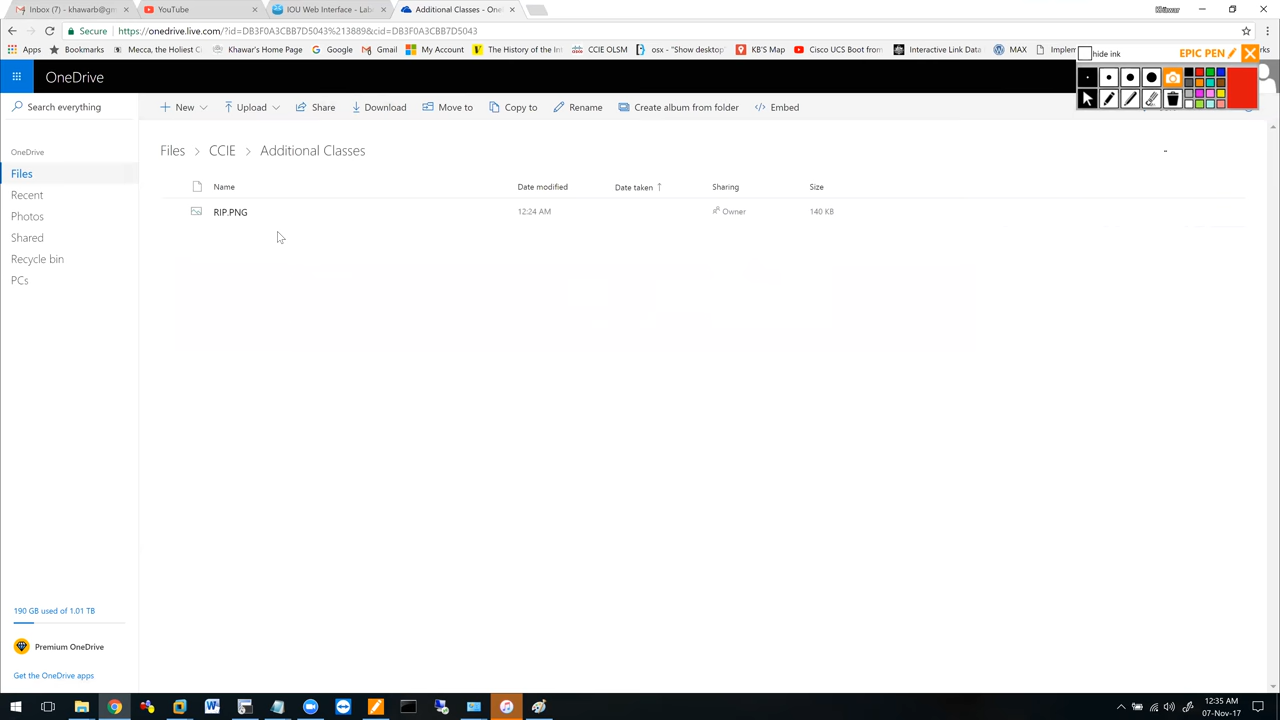 Inbox (7) - khawarb@gm
YouTube
IOU Web Interface - Lab
Additional Classes - One
Khawar
Secure
https://onedrive.live.com/?id=DB3F0A3CBB7D5043%213889&cid=DB3F0A3CBB7D5043
Apps
Bookmarks
Mecca, the Holiest C
Khawar's Home Page
Google
Gmail
My Account
The History of the In
CCIE OLSM
osx - "Show desktop'
KB'S Map
Cisco UCS Boot from
Interactive Link Data
MAX
Implem
rks
hide ink
EPIC PEN
OneDrive
Search everything
New
Upload
Share
Download
Move to
Copy to
Rename
Create album from folder
Embed
OneDrive
Files
Recent
Photos
Shared
Recycle bin
PCs
Files > CCIE > Additional Classes
Name
Date modified
Date taken
Sharing
Size
RIP.PNG
12:24 AM
Owner
140 KB
190 GB used of 1.01 TB
Premium OneDrive
Get the OneDrive apps
12:35 AM
07-Nov-17